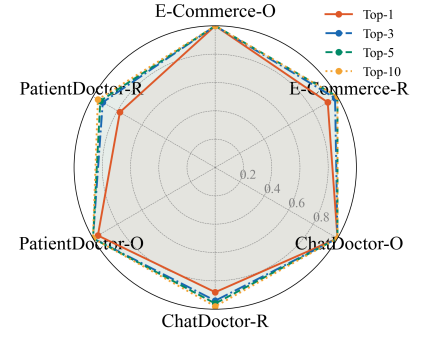 E-Commerce-O
Top-1
Top-3
Top-5
Top-10
PatientDoctor-R
E-Commerce-R
0.2
0.4
0.6
0.8
PatientDoctor-O
ChatDoctor-O
ChatDoctor-R